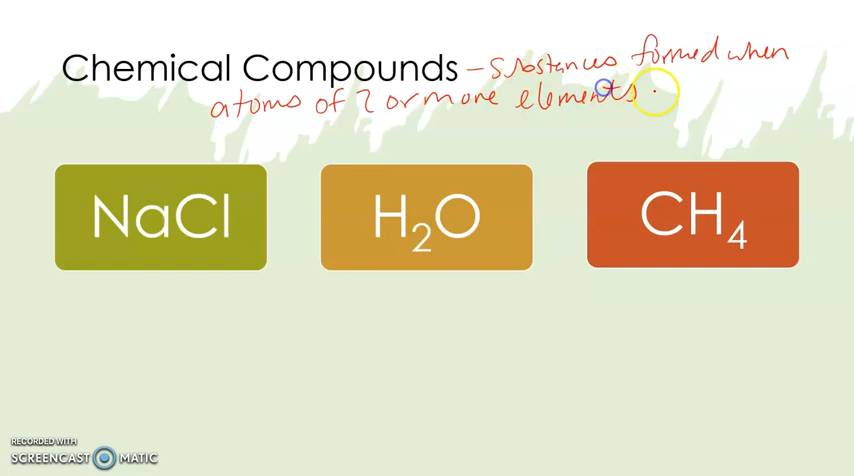 Chemical Compounds - substances formed when
atoms of 2 or more elements
NaCl
H₂O
CH₄
RECORDED WITH
SCREENCAST MATIC